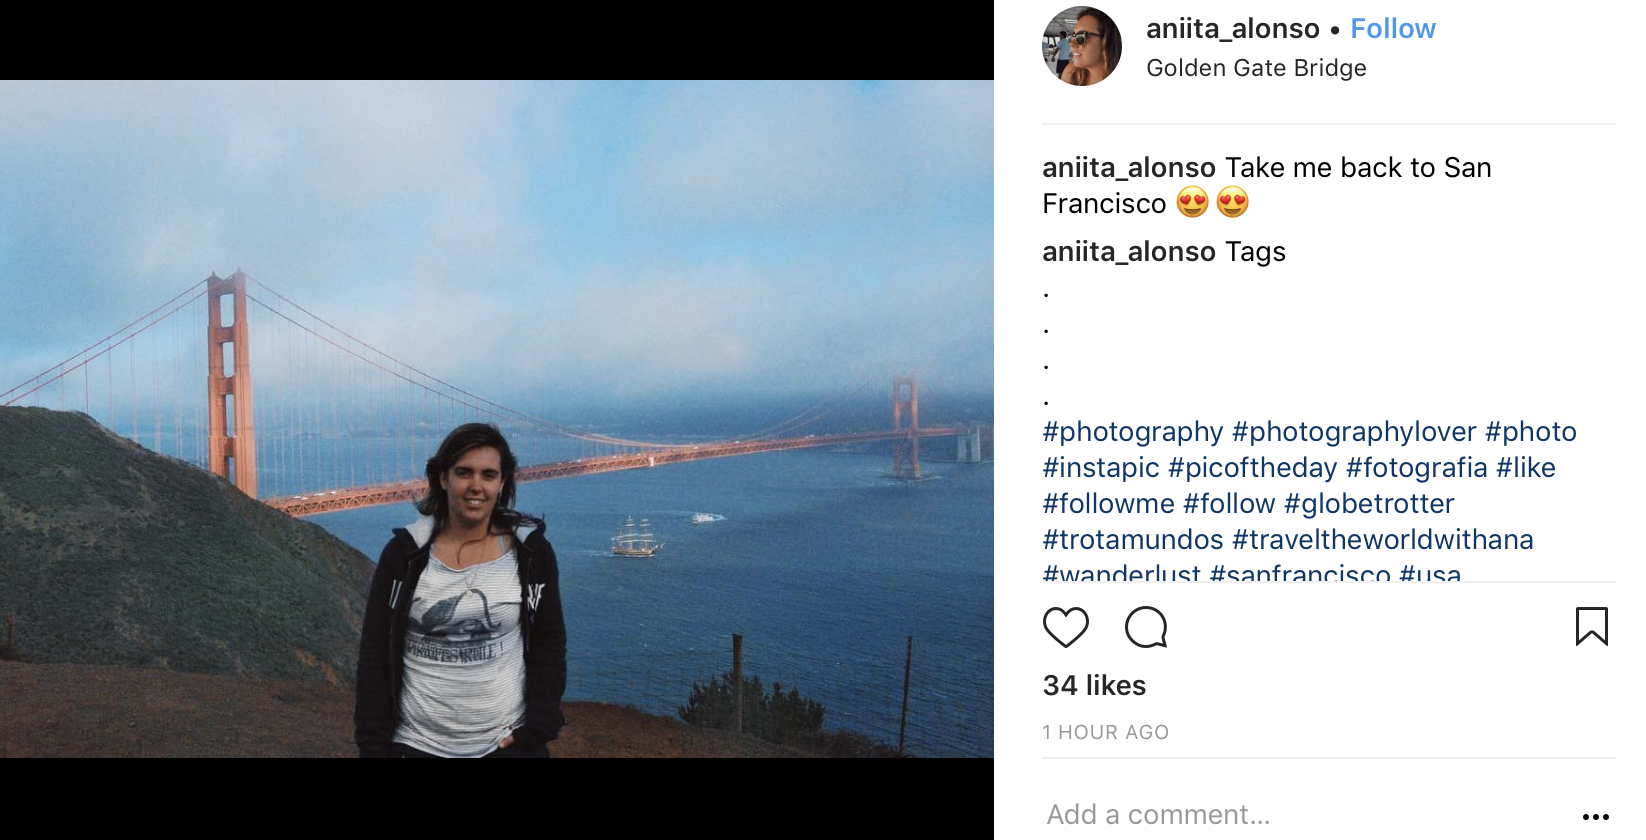 aniita_alonso • Follow
Golden Gate Bridge
aniita_alonso Take me back to San
Francisco 😍😍
aniita_alonso Tags
.
.
.
.
#photography #photographylover #photo
#instapic #picoftheday #fotografia #like
#followme #follow #globetrotter
#trotamundos #traveltheworldwithana
#wanderlust #sanfrancisco #usa
34 likes
1 HOUR AGO
Add a comment...